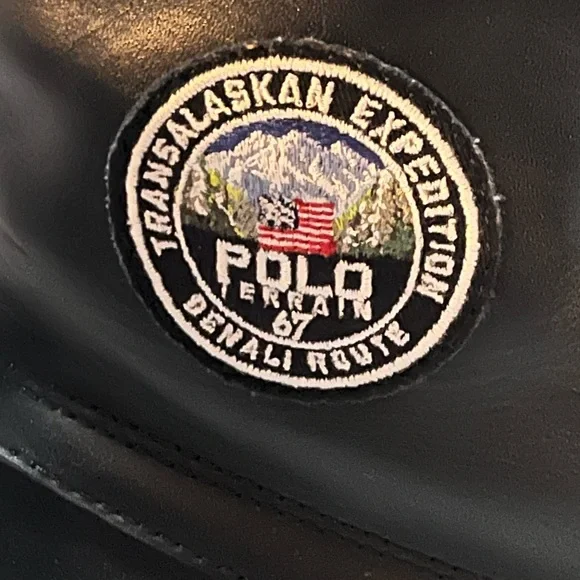 TRANSALASKAN EXPEDITION
POLO
TERRAIN
67
DENALI ROUTE